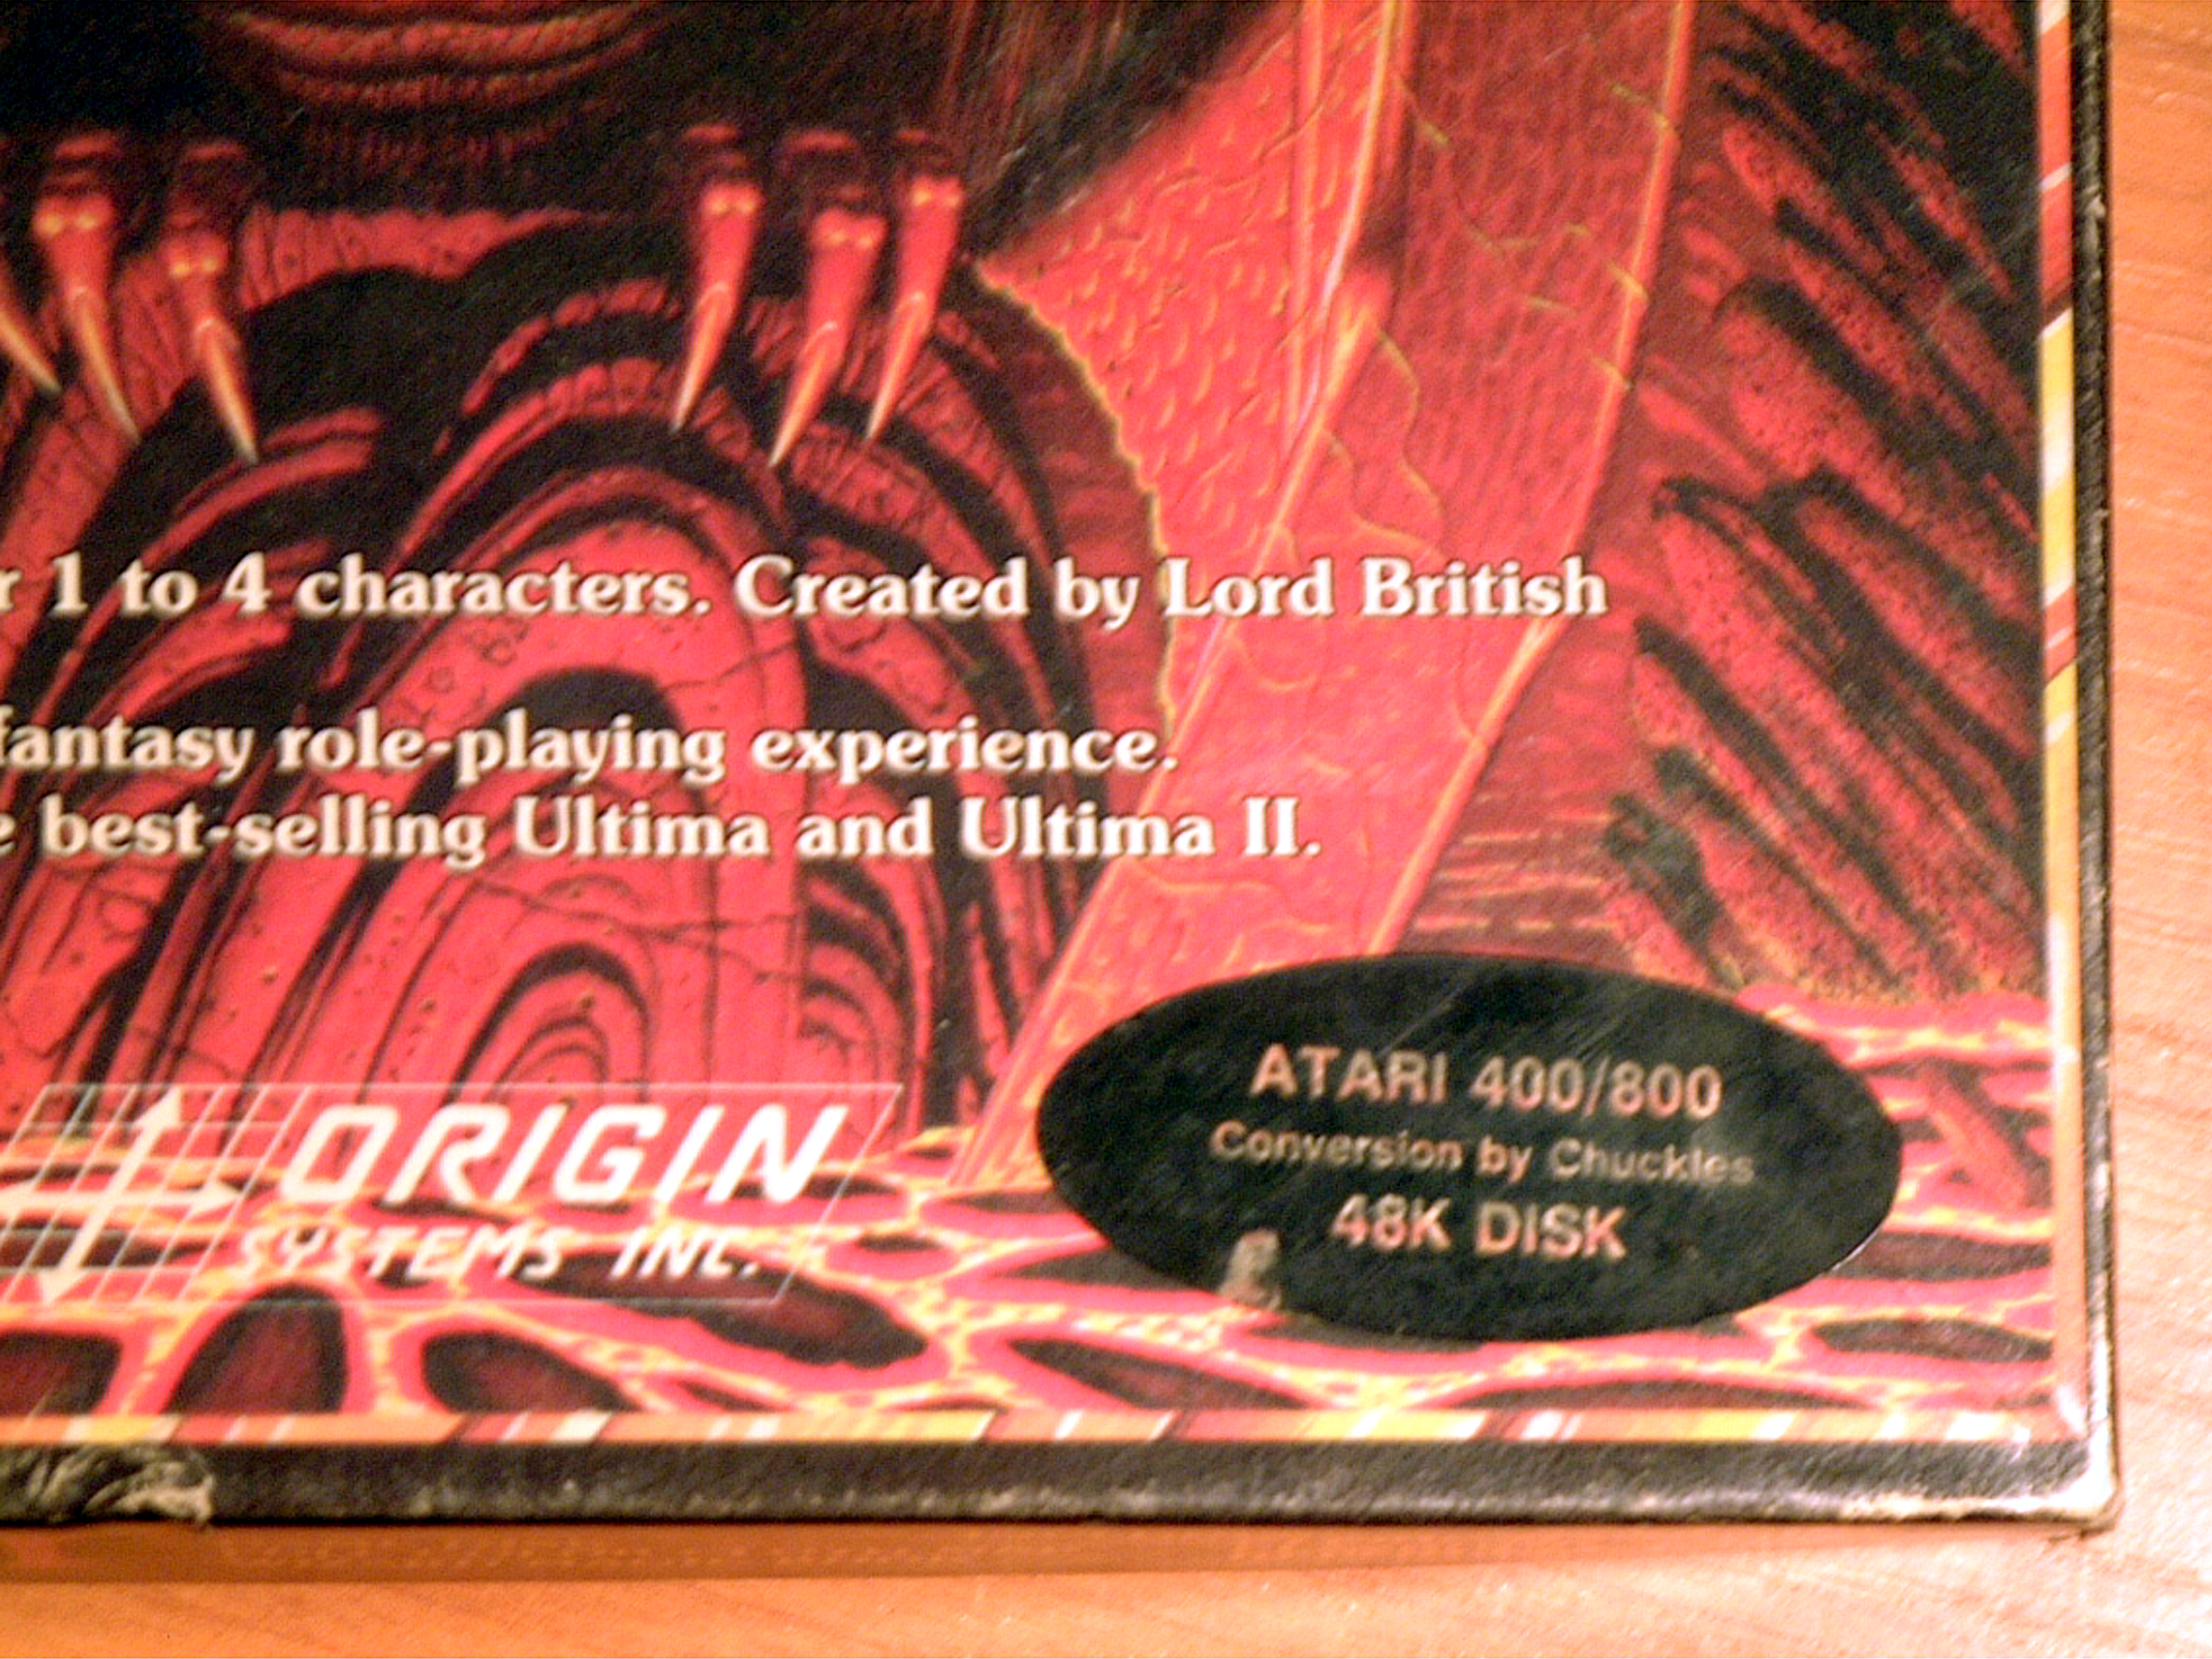 r 1 to 4 characters. Created by Lord British
fantasy role-playing experience.
e best-selling Ultima and Ultima II.
ORIGIN
SYSTEMS INC.
ATARI 400/800
Conversion by Chuckles
48K DISK